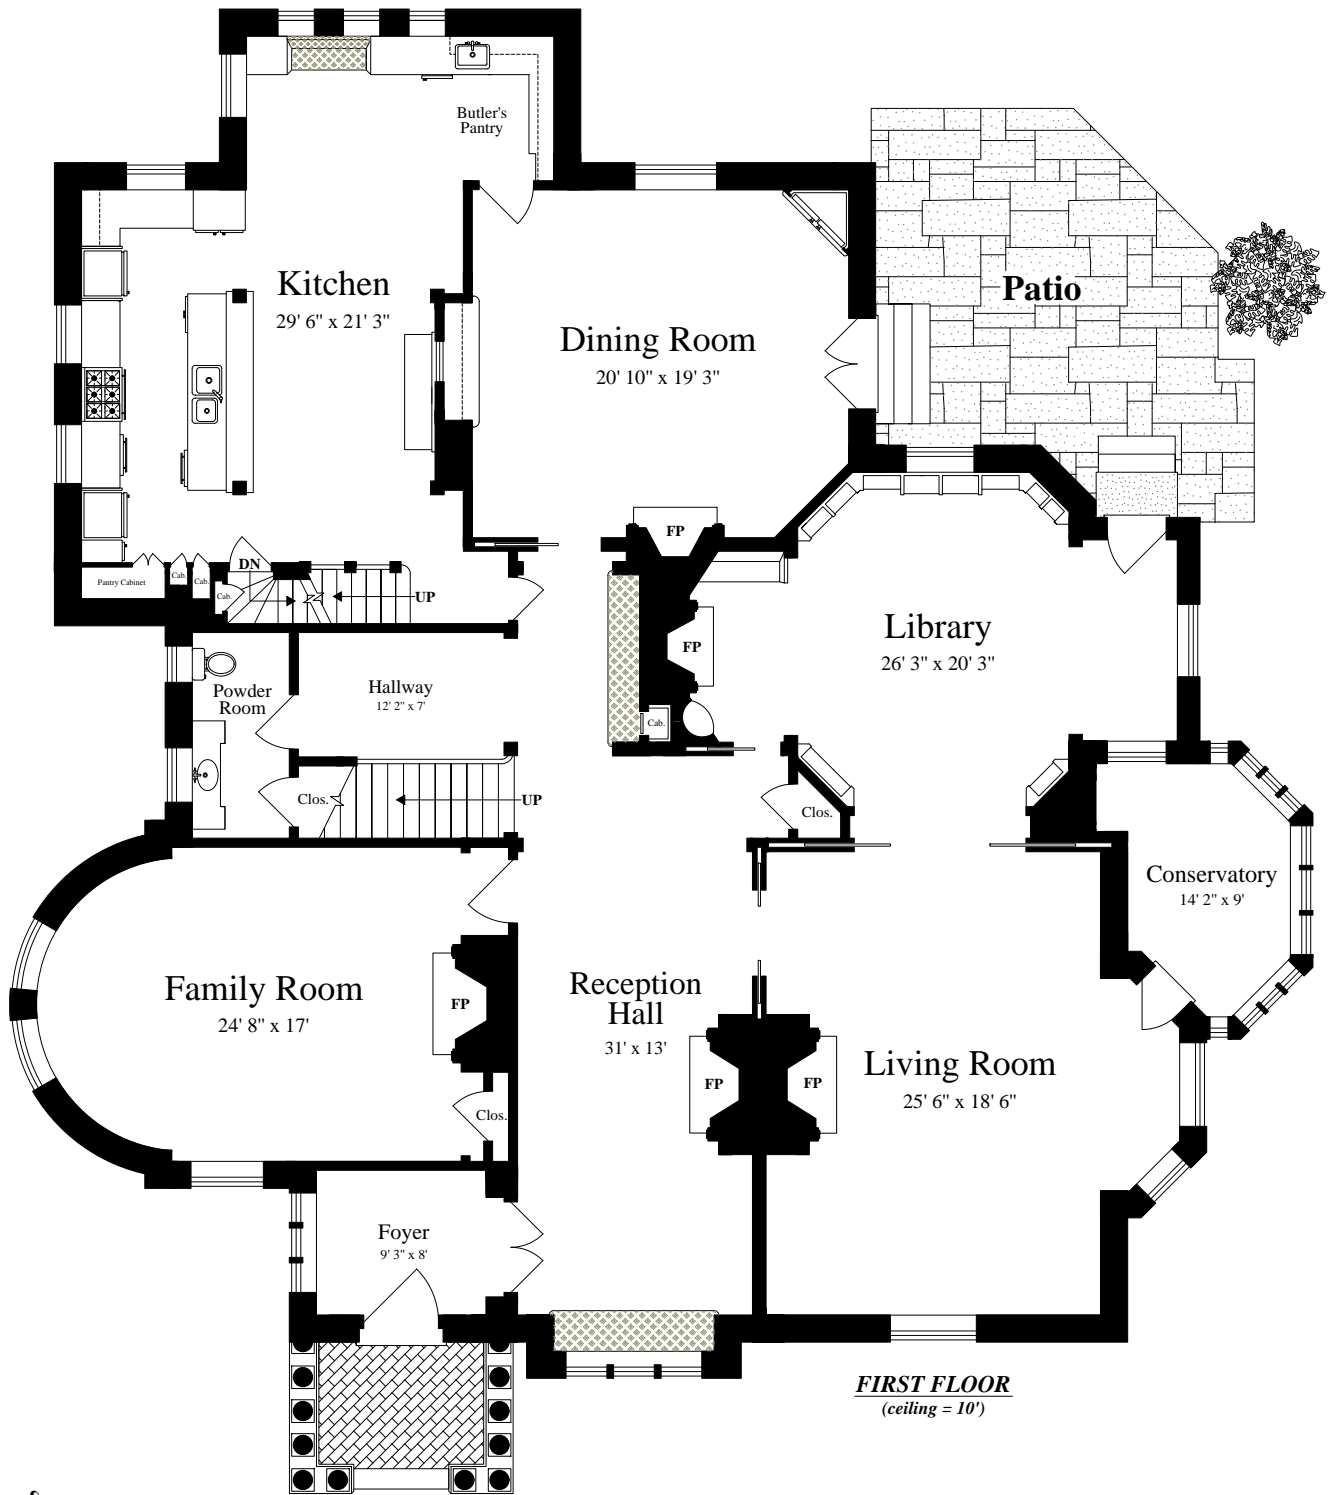 Butler's
Pantry
Kitchen
29' 6" x 21' 3"
Patio
Dining Room
20' 10" x 19' 3"
FP
DN
Pantry Cabinet
Cab.
Cab.
Cab.
UP
Library
26' 3" x 20' 3"
FP
Cab.
Powder
Room
Hallway
12' 2" x 7'
Clos.
UP
Clos.
Conservatory
14' 2" x 9'
Family Room
24' 8" x 17'
FP
Reception
Hall
31' x 13'
Living Room
25' 6" x 18' 6"
FP
FP
Clos.
Foyer
9' 3" x 8'
FIRST FLOOR
(ceiling = 10')